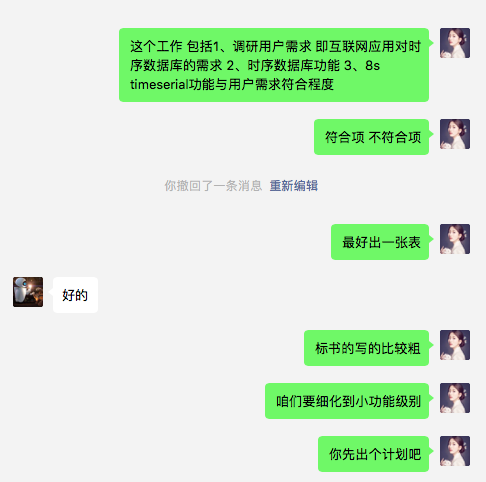 这个工作 包括1、调研用户需求 即互联网应用对时
序数据库的需求 2、时序数据库功能 3、8s
timeserial功能与用户需求符合程度
符合项 不符合项
你撤回了一条消息 重新编辑
最好出一张表
好的
标书的写的比较粗
咱们要细化到小功能级别
你先出个计划吧